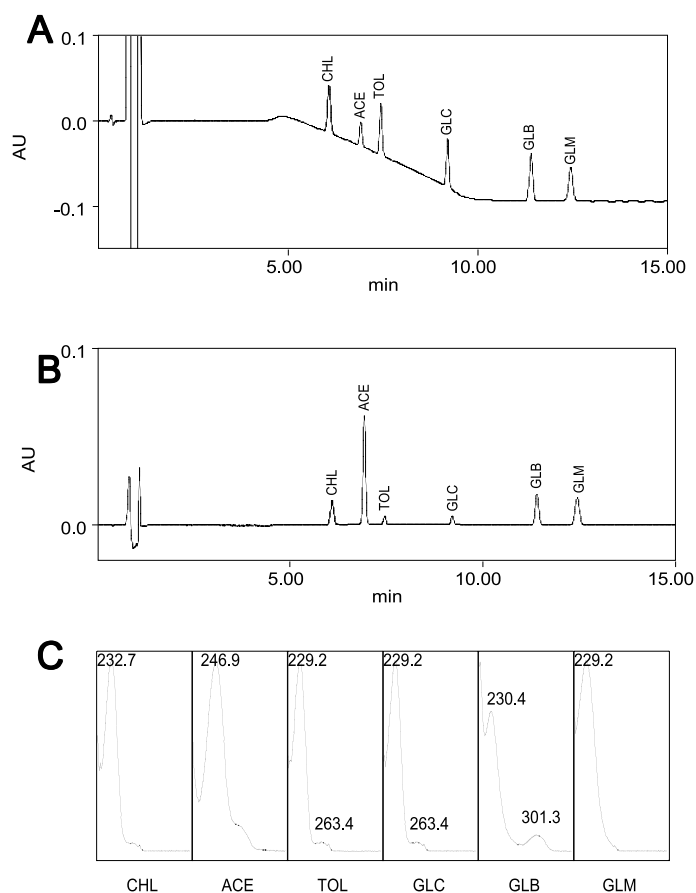 A
0.1
0.0
-0.1
AU
CHL
ACE
TOL
GLC
GLB
GLM
5.00
10.00
15.00
min
B
0.1
0.0
AU
CHL
ACE
TOL
GLC
GLB
GLM
5.00
10.00
15.00
min
C
232.7
246.9
229.2
229.2
230.4
229.2
263.4
263.4
301.3
CHL
ACE
TOL
GLC
GLB
GLM